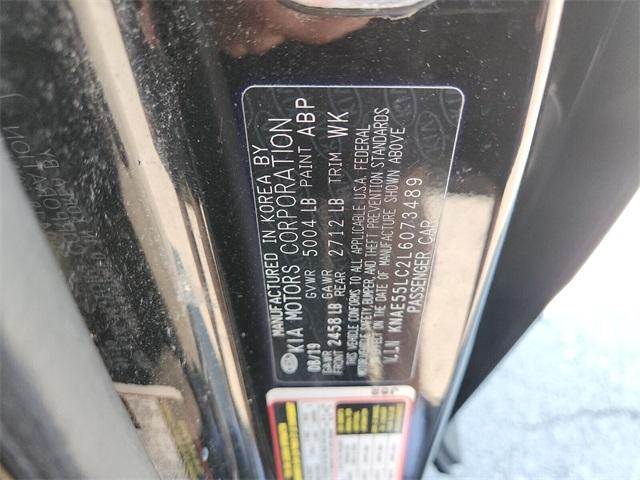 MANUFACTURED IN KOREA BY
KIA MOTORS CORPORATION
08/19 GVWR 5004 LB PAINT ABP
GAWR FRONT 2458 LB GAWR REAR 2712 LB TRIM WK
THIS VEHICLE CONFORMS TO ALL APPLICABLE U.S.A. FEDERAL
MOTOR VEHICLE SAFETY, BUMPER, AND THEFT PREVENTION STANDARDS
IN EFFECT ON THE DATE OF MANUFACTURE SHOWN ABOVE
V.I.N KNAE55LC2L6073489
PASSENGER CAR